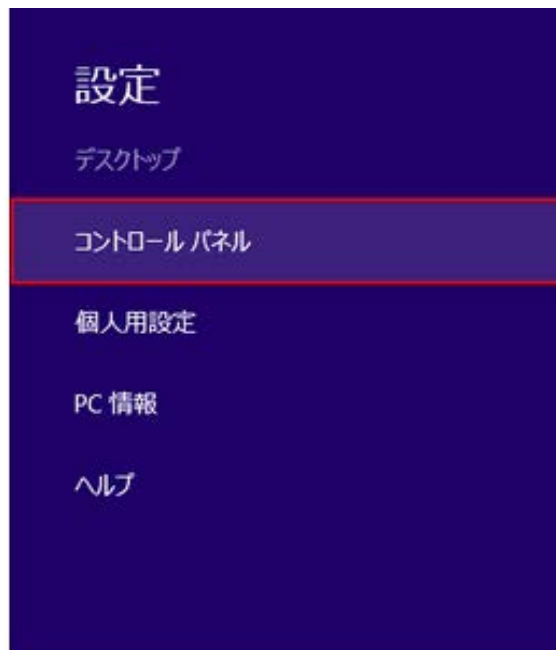 設定
デスクトップ
コントロール パネル
個人用設定
PC 情報
ヘルプ